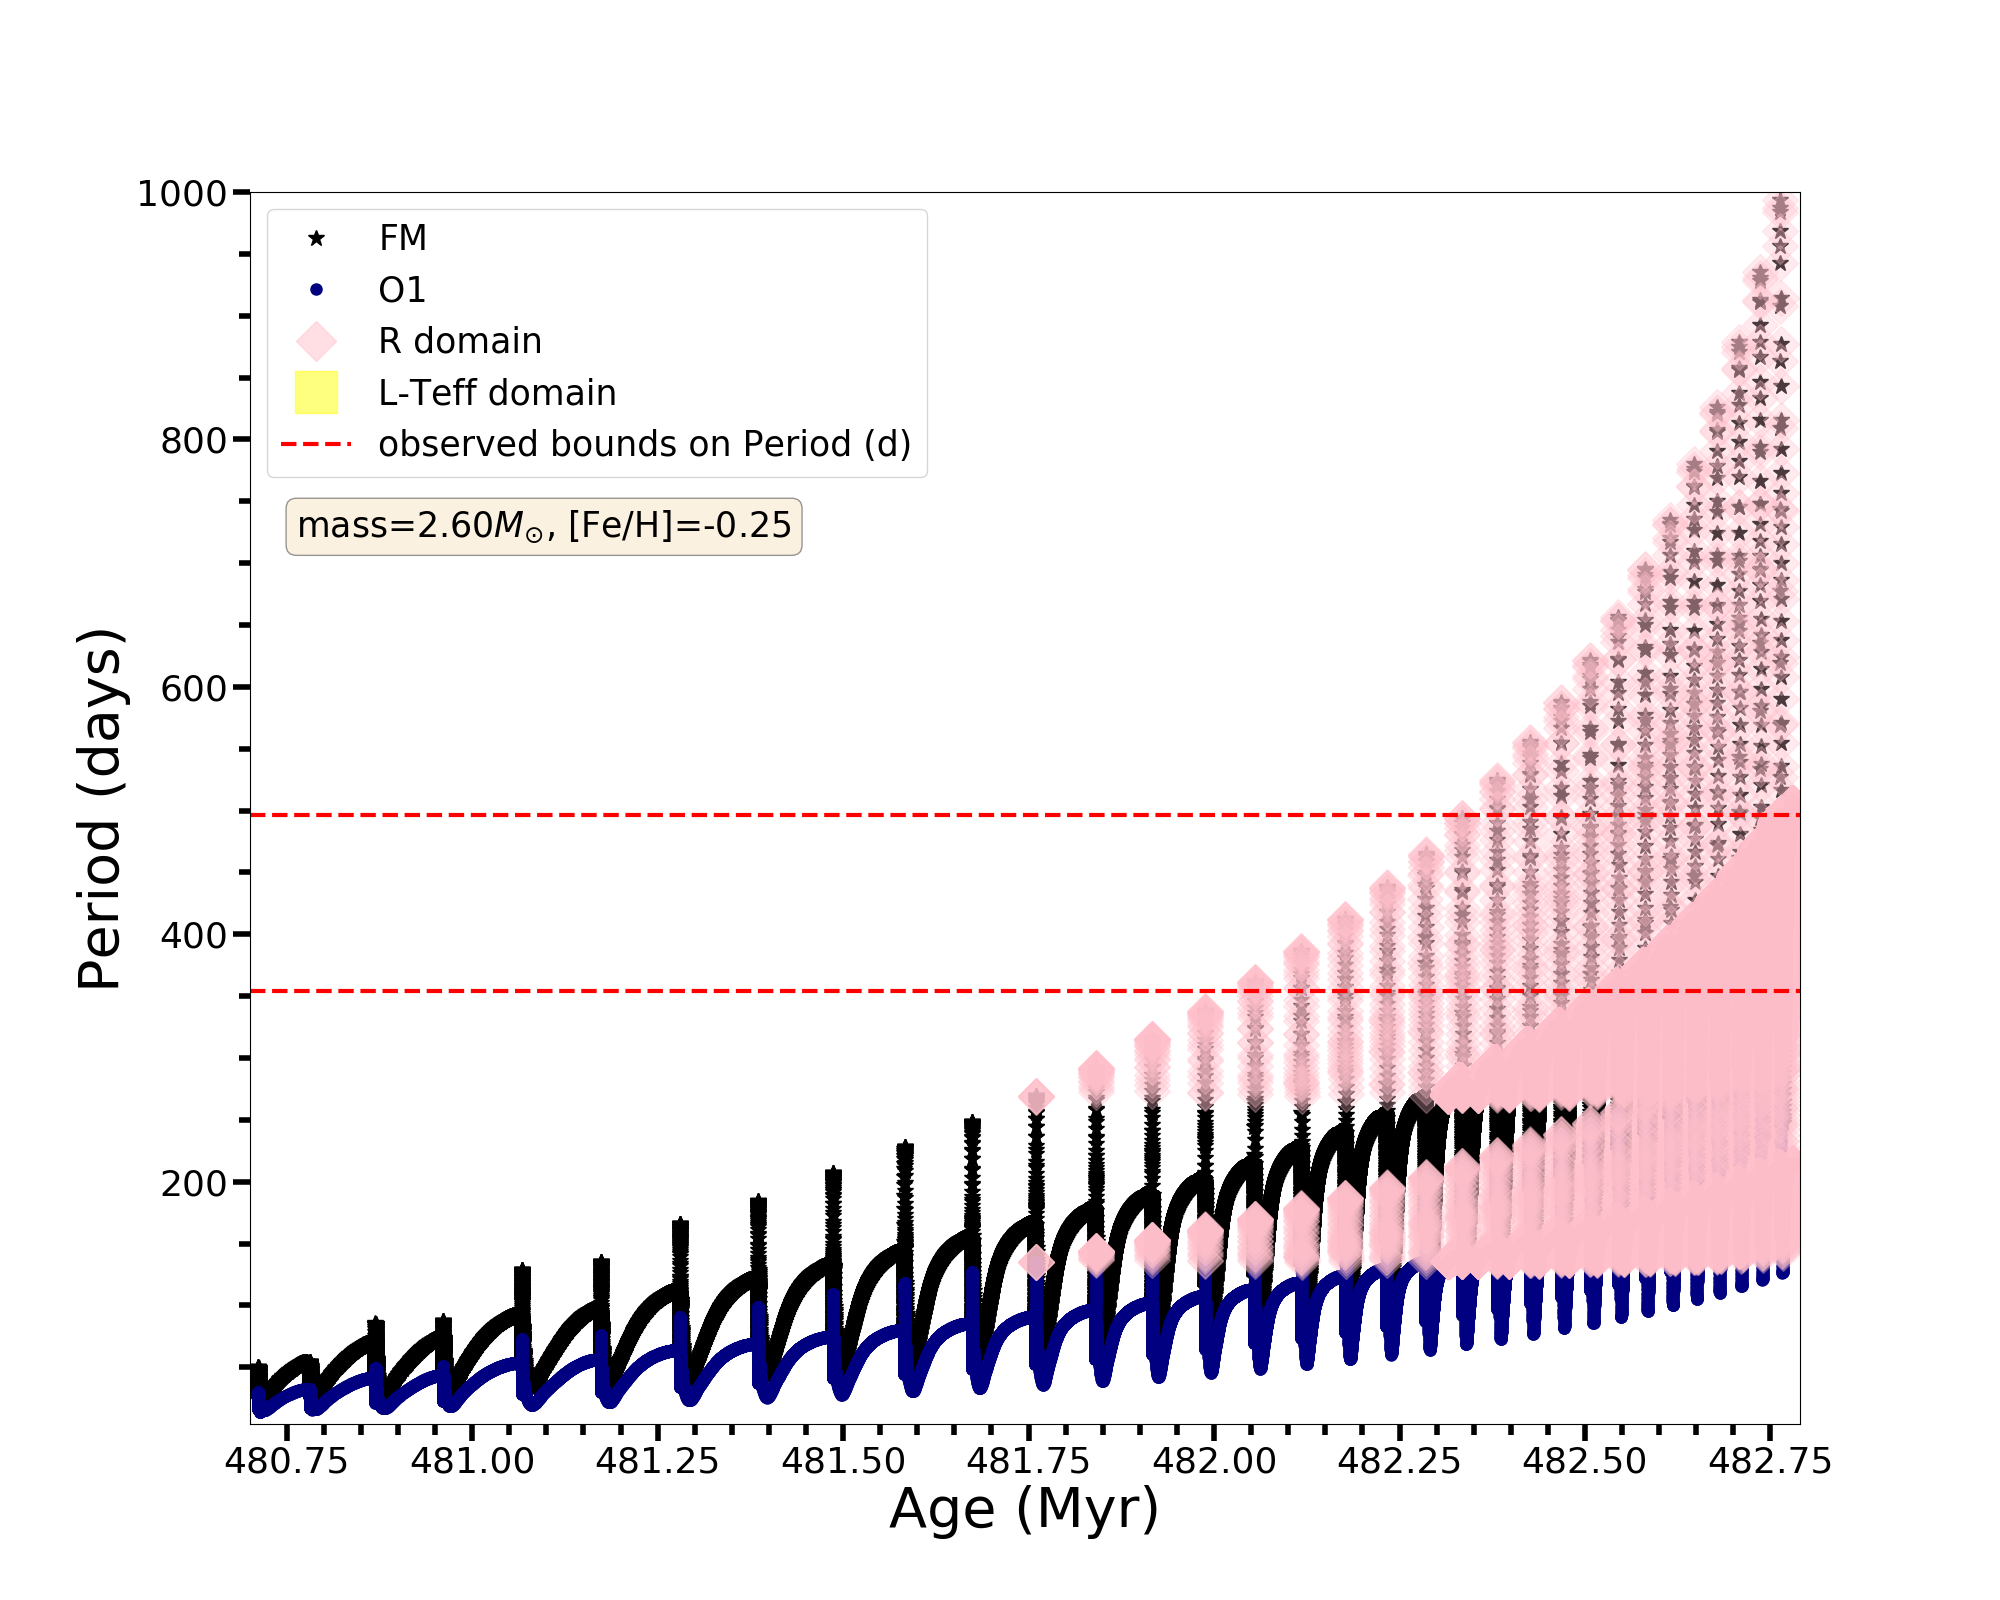 1000
800
600
400
200
Period (days)
FM
O1
R domain
L-Teff domain
observed bounds on Period (d)
mass=2.60M☉, [Fe/H]=-0.25
480.75 481.00 481.25 481.50 481.75 482.00 482.25 482.50 482.75
Age (Myr)